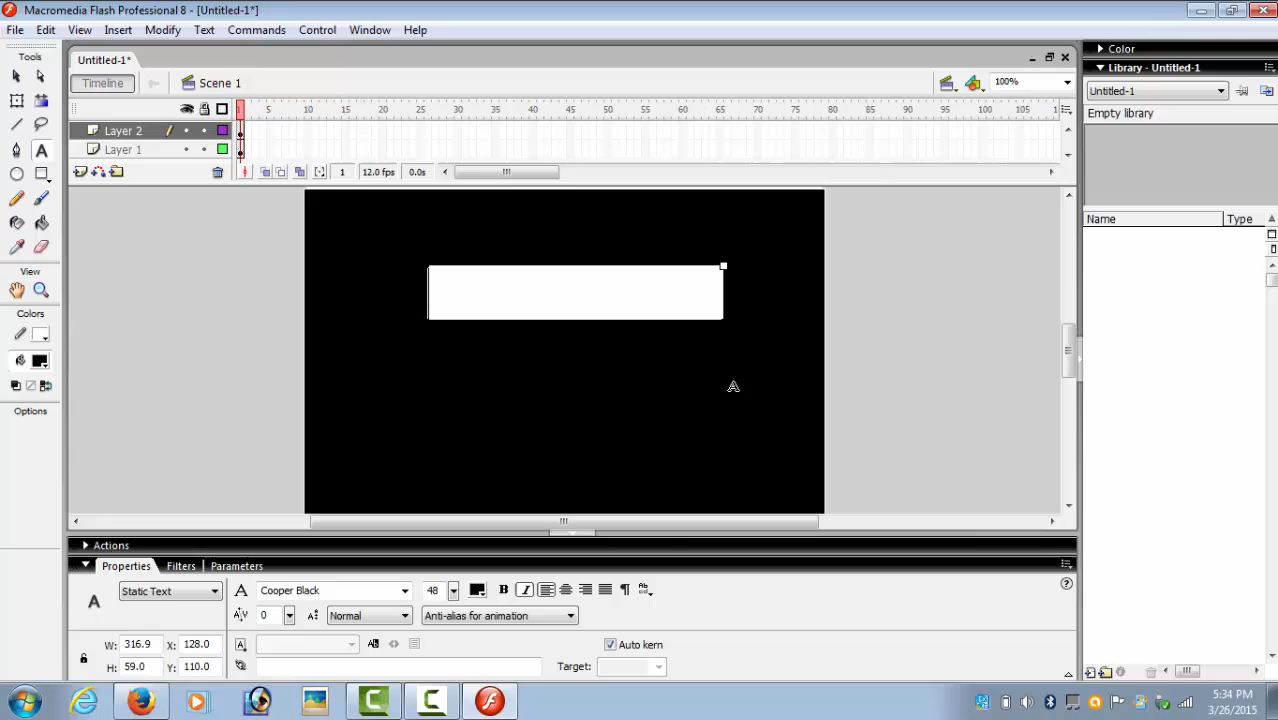 Macromedia Flash Professional 8 - [Untitled-1*]
File Edit View Insert Modify Text Commands Control Window Help
Tools
Untitled-1*
Timeline Scene 1 100%
1 5 10 15 20 25 30 35 40 45 50 55 60 65 70 75 80 85 90 95 100 105 1
Layer 2
Layer 1
1 12.0 fps 0.0s
View
Colors
Options
Color
Library - Untitled-1
Untitled-1
Empty library
Name Type
Actions
Properties Filters Parameters
Static Text A Cooper Black 48 B I
A 0 Normal Anti-alias for animation
W: 316.9 X: 128.0 Auto kern
H: 59.0 Y: 110.0 Target:
5:34 PM
3/26/2015